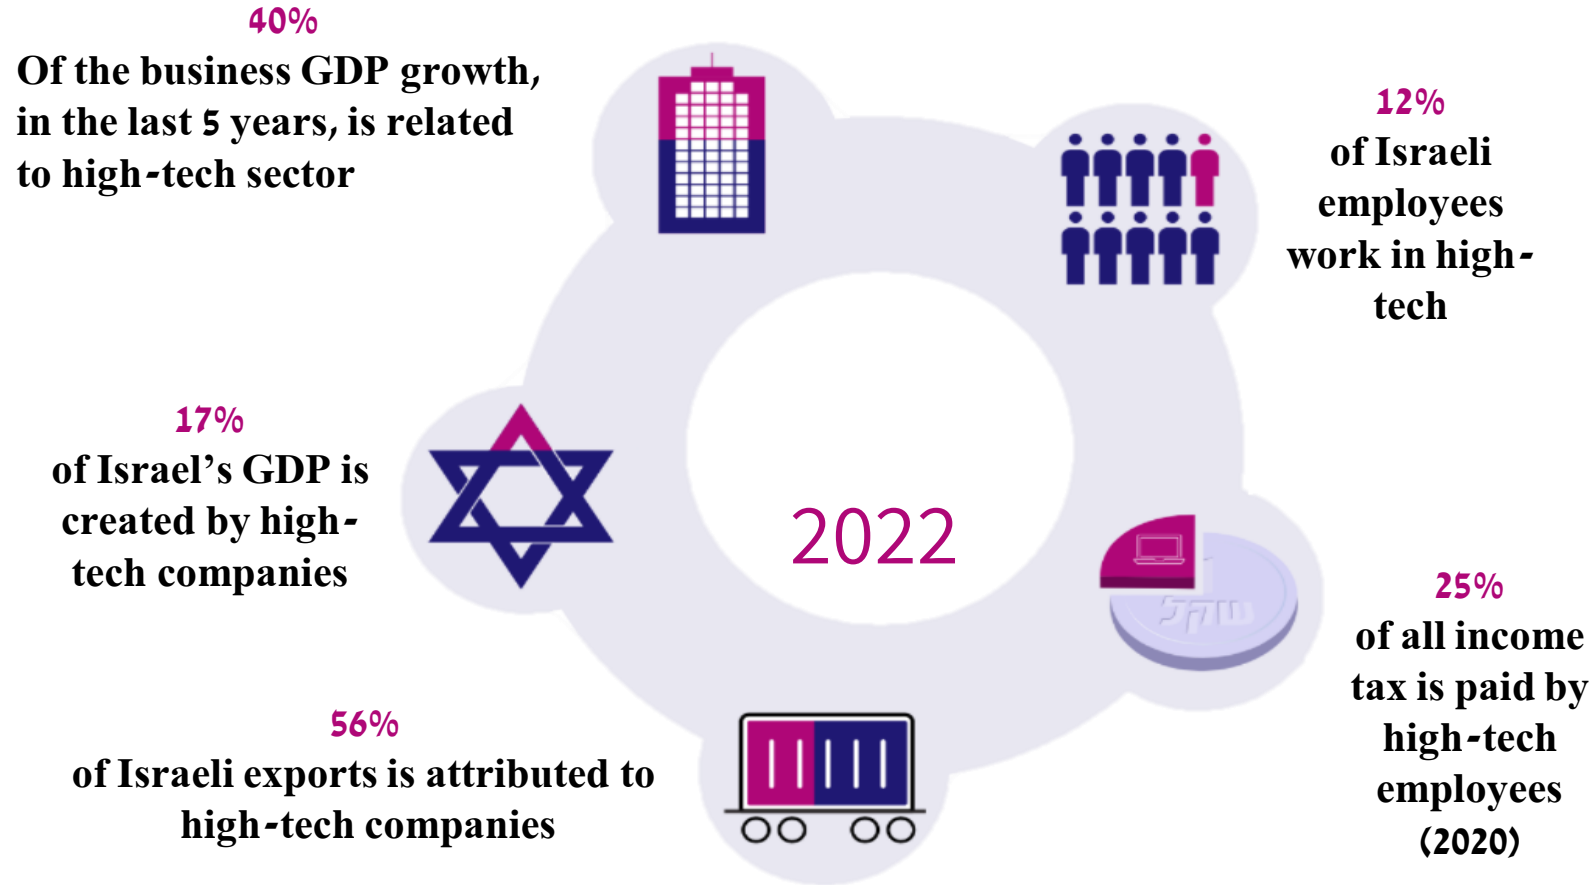 40%
Of the business GDP growth,
in the last 5 years, is related
to high-tech sector
12%
of Israeli
employees
work in high-
tech
17%
of Israel’s GDP is
created by high-
tech companies
2022
שקל
25%
of all income
tax is paid by
high-tech
employees
(2020)
56%
of Israeli exports is attributed to
high-tech companies